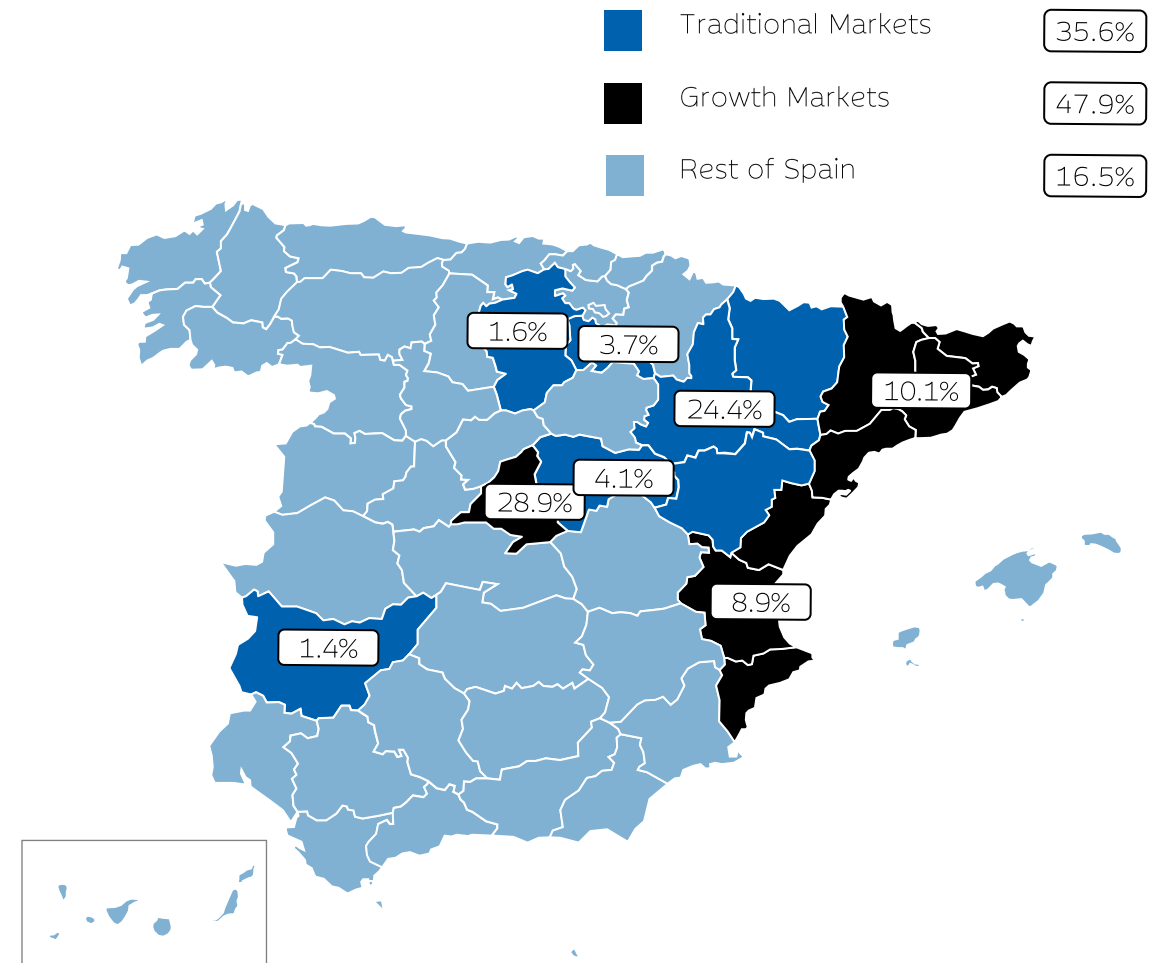 Traditional Markets 35.6%
Growth Markets 47.9%
Rest of Spain 16.5%
1.6%
3.7%
10.1%
24.4%
4.1%
28.9%
8.9%
1.4%